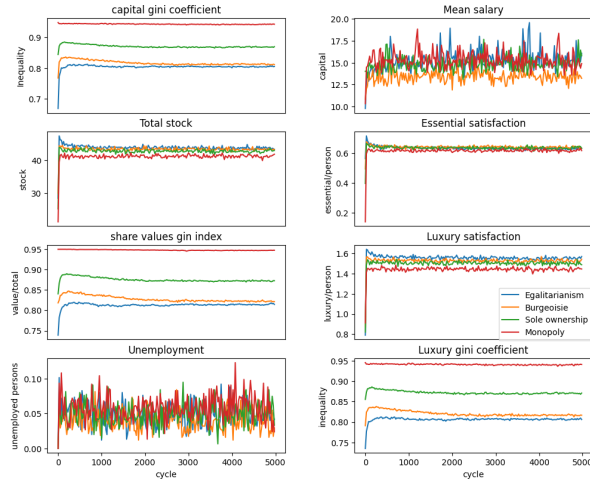 capital gini coefficient
Inequality
0.9
0.8
0.7
Mean salary
capital
20.0
17.5
15.0
12.5
10.0
Total stock
stock
40
30
Essential satisfaction
essential/person
0.6
0.4
0.2
share values gin index
value/total
0.95
0.90
0.85
0.80
0.75
Luxury satisfaction
luxury/person
1.6
1.4
1.2
1.0
0.8
Egalitarianism
Burgeoisie
Sole ownership
Monopoly
Unemployment
unemployed persons
0.10
0.05
0.00
0 1000 2000 3000 4000 5000
cycle
Luxury gini coefficient
inequality
0.95
0.90
0.85
0.80
0.75
0 1000 2000 3000 4000 5000
cycle